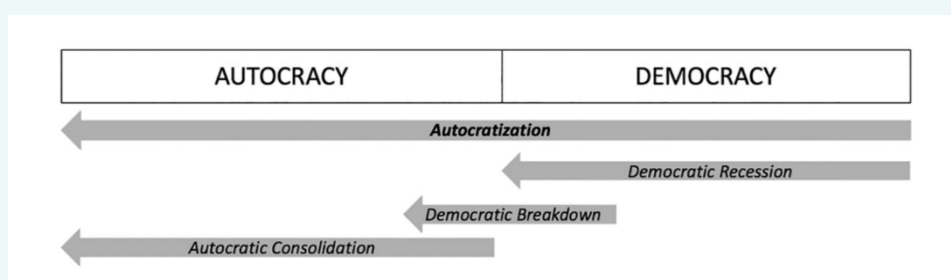 AUTOCRACY DEMOCRACY
Autocratization
Democratic Recession
Democratic Breakdown
Autocratic Consolidation